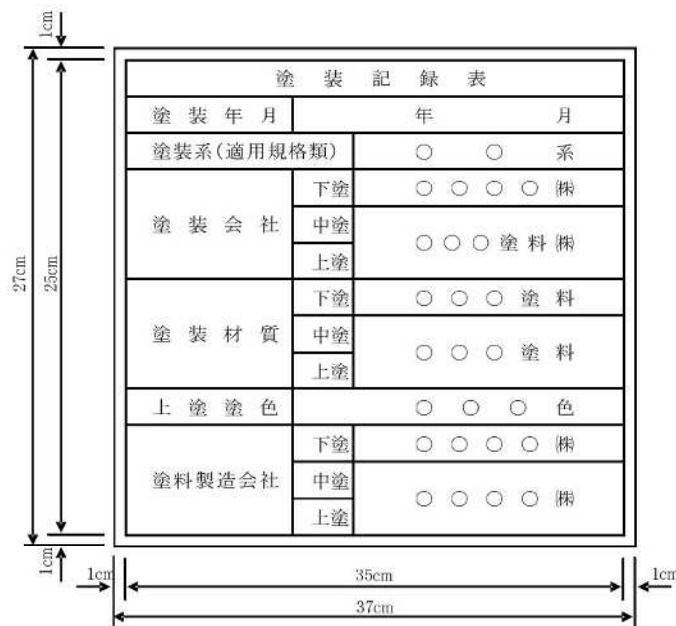 1cm
27cm
25cm
塗装記録表
塗装年月 年 月
塗装系(適用規格類) ○ ○ 系
塗装会社 下塗 ○○○○㈱
中塗 ○○○塗料㈱
上塗
塗装材質 下塗 ○○○塗料
中塗 ○○○塗料
上塗
上塗塗色 ○○○色
塗料製造会社 下塗 ○○○○㈱
中塗 ○○○○㈱
上塗
1cm
1cm 35cm 1cm
37cm